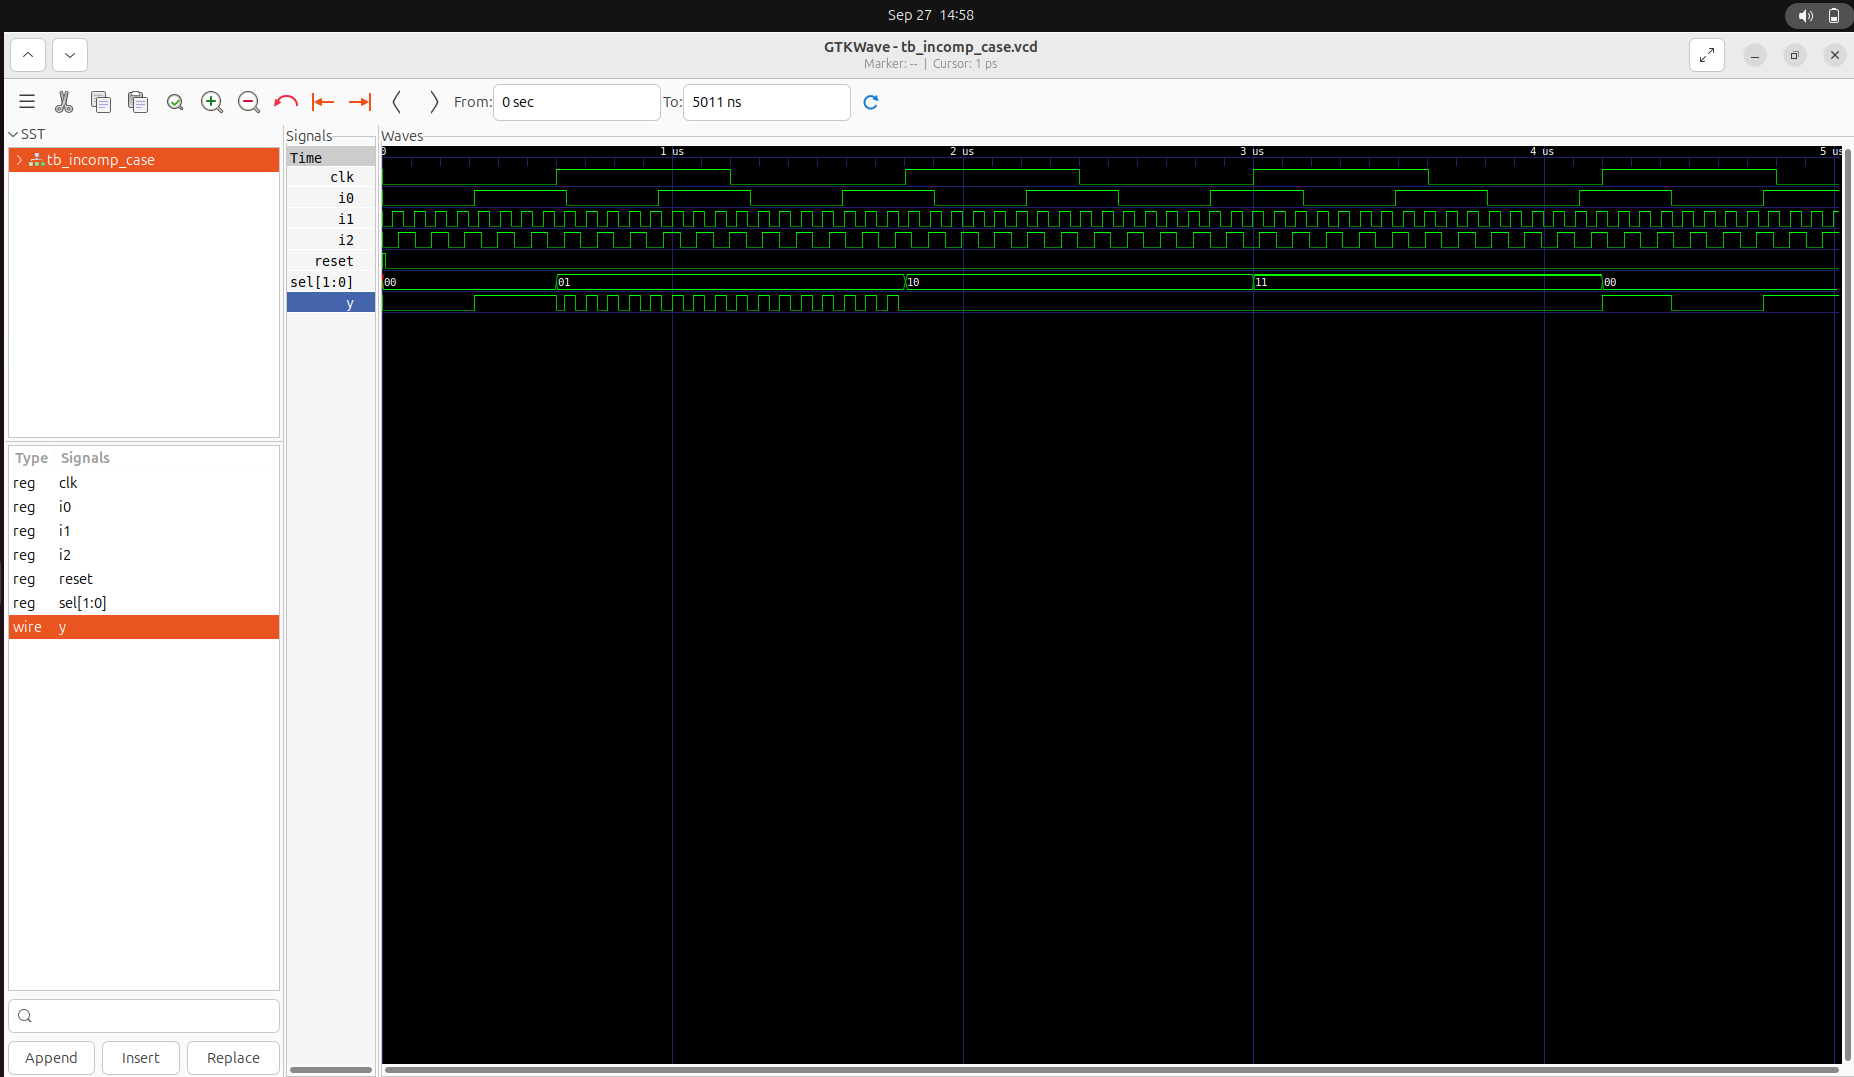 Sep 27 14:58
GTKWave - tb_incomp_case.vcd
Marker: -- | Cursor: 1 ps
From: 0 sec To: 5011 ns
SST
tb_incomp_case
Type Signals
reg clk
reg i0
reg i1
reg i2
reg reset
reg sel[1:0]
wire y
Append Insert Replace
Signals
Time
clk
i0
i1
i2
reset
sel[1:0]
y
Waves
0 1 us 2 us 3 us 4 us 5 us
00 01 10 11 00